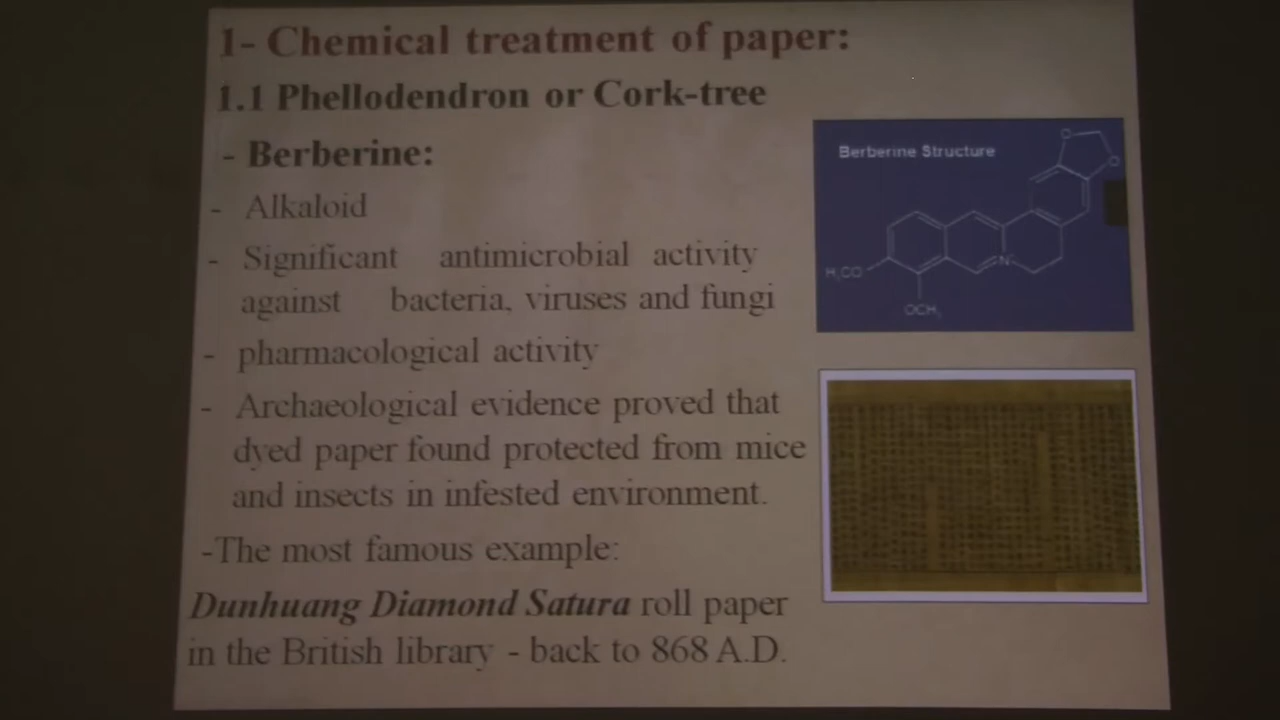 1- Chemical treatment of paper:
1.1 Phellodendron or Cork-tree
- Berberine:
- Alkaloid
- Significant antimicrobial activity
against bacteria, viruses and fungi
- pharmacological activity
- Archaeological evidence proved that
dyed paper found protected from mice
and insects in infested environment.
-The most famous example:
Dunhuang Diamond Satura roll paper
in the British library - back to 868 A.D.
Berberine Structure
O
O
N
H₃CO
OCH₃